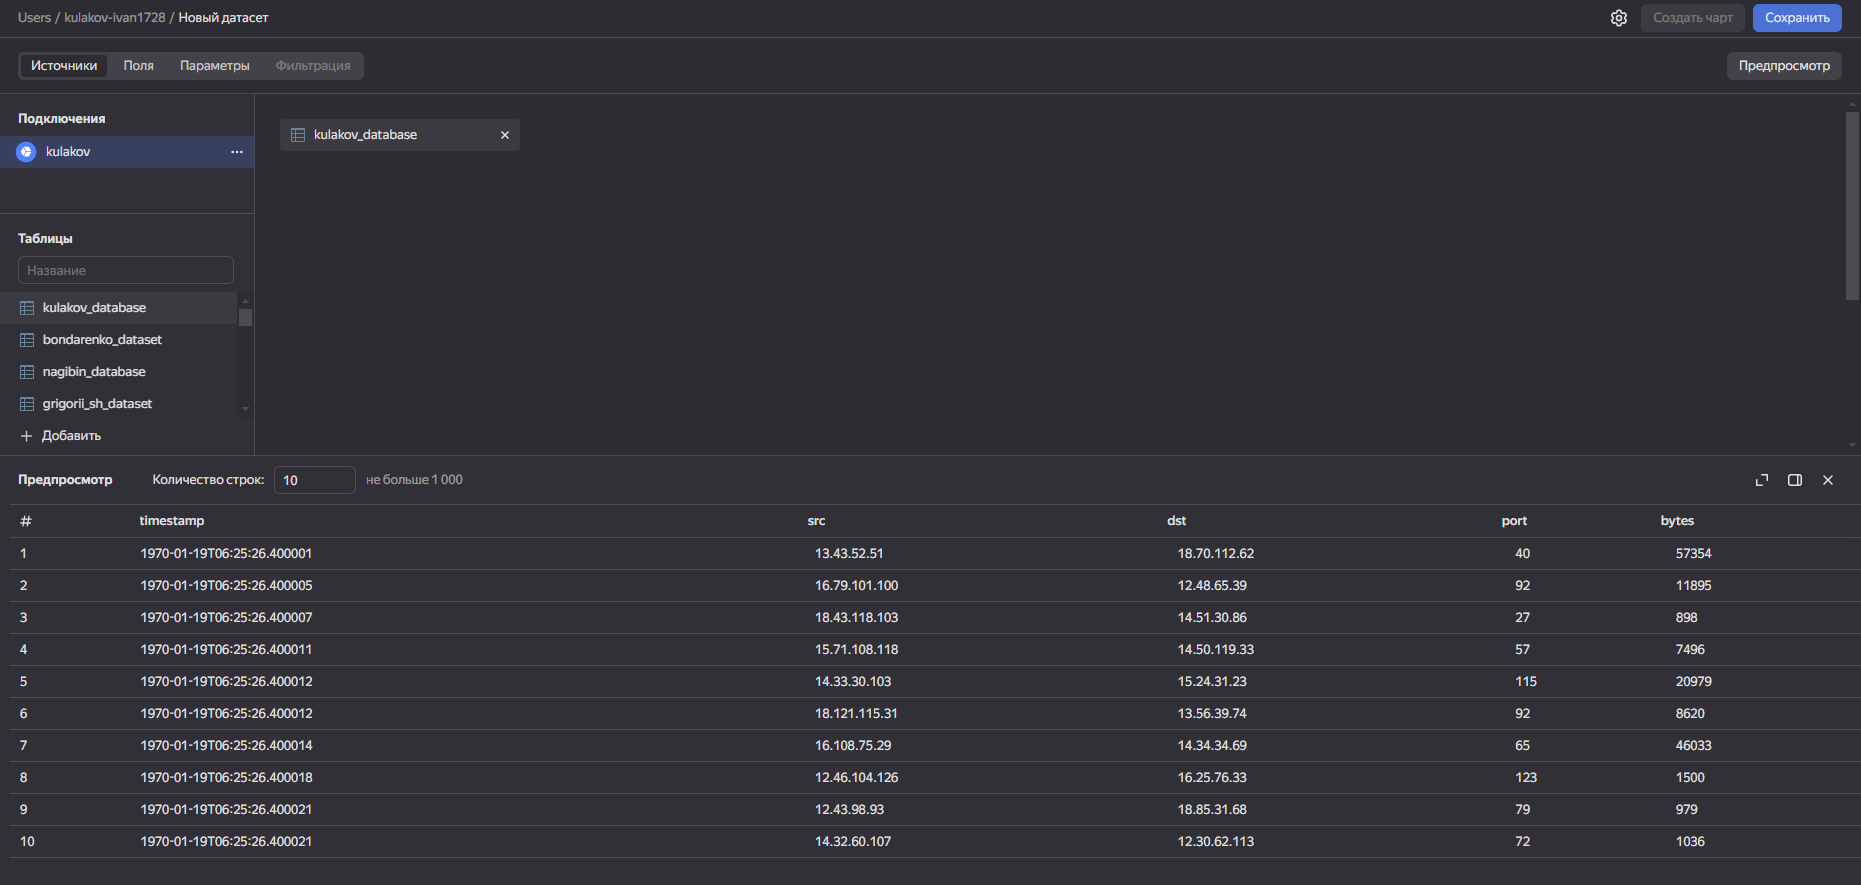 Users / kulakov-ivan1728 / Новый датасет
Создать чарт
Сохранить
Источники Поля Параметры Фильтрация
Предпросмотр
Подключения
kulakov
kulakov_database
Таблицы
Название
kulakov_database
bondarenko_dataset
nagibin_database
grigorii_sh_dataset
+ Добавить
Предпросмотр Количество строк: 10 не больше 1 000
# timestamp src dst port bytes
1 1970-01-19T06:25:26.400001 13.43.52.51 18.70.112.62 40 57354
2 1970-01-19T06:25:26.400005 16.79.101.100 12.48.65.39 92 11895
3 1970-01-19T06:25:26.400007 18.43.118.103 14.51.30.86 27 898
4 1970-01-19T06:25:26.400011 15.71.108.118 14.50.119.33 57 7496
5 1970-01-19T06:25:26.400012 14.33.30.103 15.24.31.23 115 20979
6 1970-01-19T06:25:26.400012 18.121.115.31 13.56.39.74 92 8620
7 1970-01-19T06:25:26.400014 16.108.75.29 14.34.34.69 65 46033
8 1970-01-19T06:25:26.400018 12.46.104.126 16.25.76.33 123 1500
9 1970-01-19T06:25:26.400021 12.43.98.93 18.85.31.68 79 979
10 1970-01-19T06:25:26.400021 14.32.60.107 12.30.62.113 72 1036